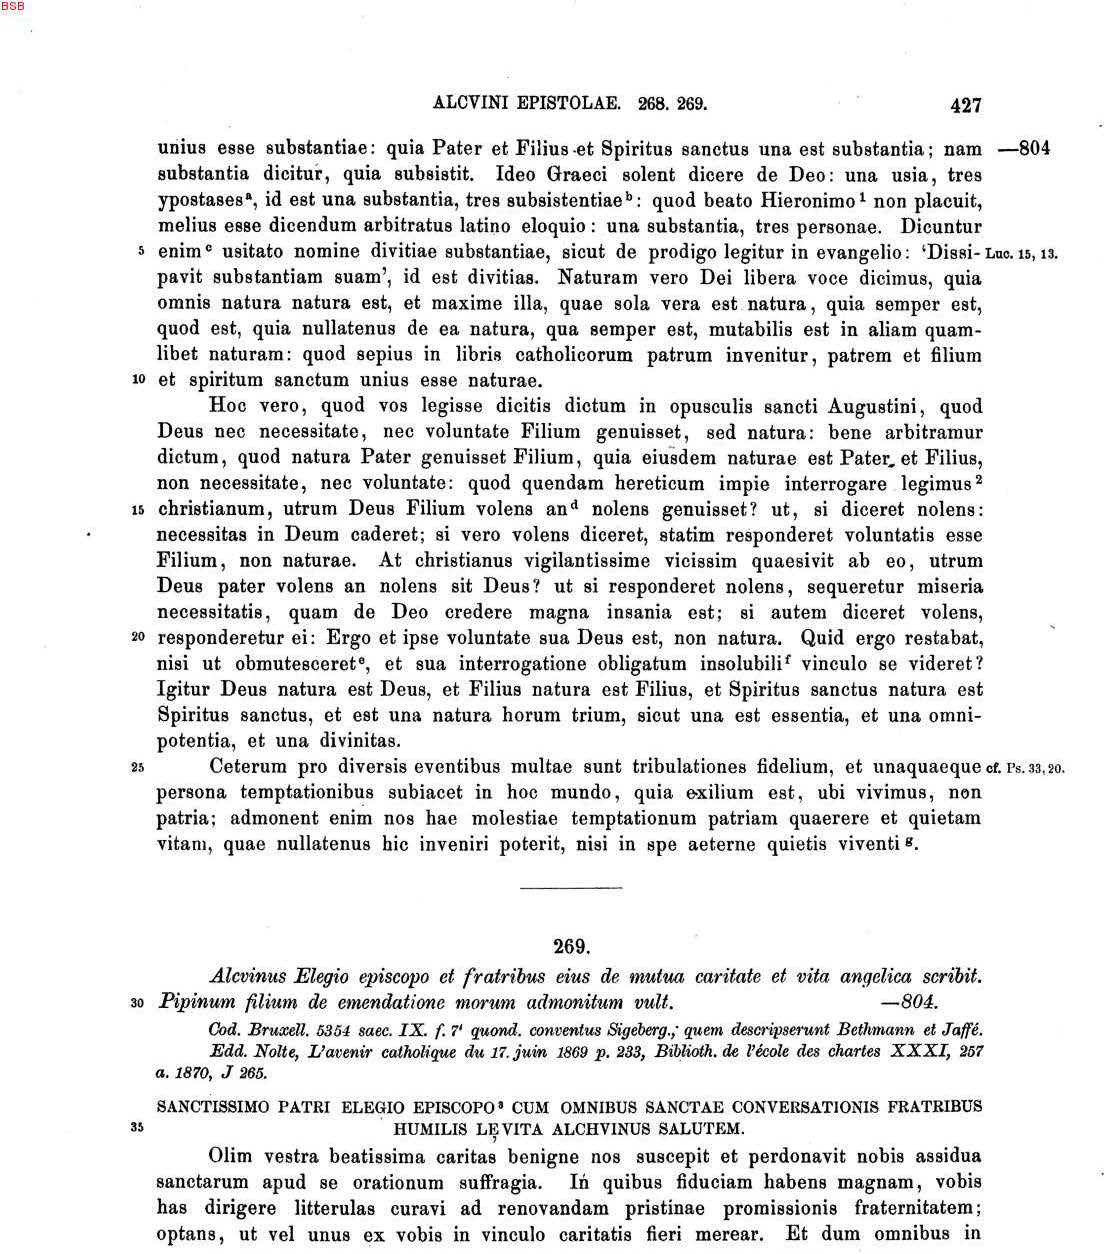 BSB
ALCVINI EPISTOLAE. 268. 269. 427
unius esse substantiae: quia Pater et Filius et Spiritus sanctus una est substantia; nam —804
substantia dicitur, quia subsistit. Ideo Graeci solent dicere de Deo: una usia, tres
ypostases a, id est una substantia, tres subsistentiae b: quod beato Hieronimo 1 non placuit,
melius esse dicendum arbitratus latino eloquio: una substantia, tres personae. Dicuntur
5 enim c usitato nomine divitiae substantiae, sicut de prodigo legitur in evangelio: ‘Dissi- Luc. 15, 13.
pavit substantiam suam’, id est divitias. Naturam vero Dei libera voce dicimus, quia
omnis natura natura est, et maxime illa, quae sola vera est natura, quia semper est,
quod est, quia nullatenus de ea natura, qua semper est, mutabilis est in aliam quam-
libet naturam: quod sepius in libris catholicorum patrum invenitur, patrem et filium
10 et spiritum sanctum unius esse naturae.
Hoc vero, quod vos legisse dicitis dictum in opusculis sancti Augustini, quod
Deus nec necessitate, nec voluntate Filium genuisset, sed natura: bene arbitramur
dictum, quod natura Pater genuisset Filium, quia eiusdem naturae est Pater et Filius,
non necessitate, nec voluntate: quod quendam hereticum impie interrogare legimus 2
15 christianum, utrum Deus Filium volens an d nolens genuisset? ut, si diceret nolens:
necessitas in Deum caderet; si vero volens diceret, statim responderet voluntatis esse
Filium, non naturae. At christianus vigilantissime vicissim quaesivit ab eo, utrum
Deus pater volens an nolens sit Deus? ut si responderet nolens, sequeretur miseria
necessitatis, quam de Deo credere magna insania est; si autem diceret volens,
20 responderetur ei: Ergo et ipse voluntate sua Deus est, non natura. Quid ergo restabat,
nisi ut obmutesceret e, et sua interrogatione obligatum insolubili f vinculo se videret?
Igitur Deus natura est Deus, et Filius natura est Filius, et Spiritus sanctus natura est
Spiritus sanctus, et est una natura horum trium, sicut una est essentia, et una omni-
potentia, et una divinitas.
25 Ceterum pro diversis eventibus multae sunt tribulationes fidelium, et unaquaeque cf. Ps. 33, 20.
persona temptationibus subiacet in hoc mundo, quia exilium est, ubi vivimus, non
patria; admonent enim nos hae molestiae temptationum patriam quaerere et quietam
vitam, quae nullatenus hic inveniri poterit, nisi in spe aeterne quietis viventi g.
269.
Alcvinus Elegio episcopo et fratribus eius de mutua caritate et vita angelica scribit.
30 Pipinum filium de emendatione morum admonitum vult. —804.
Cod. Bruxell. 5354 saec. IX. f. 7' quond. conventus Sigeberg.; quem descripserunt Bethmann et Jaffé.
Edd. Nolte, L'avenir catholique du 17. juin 1869 p. 233, Biblioth. de l'école des chartes XXXI, 257
a. 1870, J 265.
SANCTISSIMO PATRI ELEGIO EPISCOPO 3 CUM OMNIBUS SANCTAE CONVERSATIONIS FRATRIBUS
35 HUMILIS LĘVITA ALCHVINUS SALUTEM.
Olim vestra beatissima caritas benigne nos suscepit et perdonavit nobis assidua
sanctarum apud se orationum suffragia. In quibus fiduciam habens magnam, vobis
has dirigere litterulas curavi ad renovandam pristinae promissionis fraternitatem;
optans, ut vel unus ex vobis in vinculo caritatis fieri merear. Et dum omnibus in